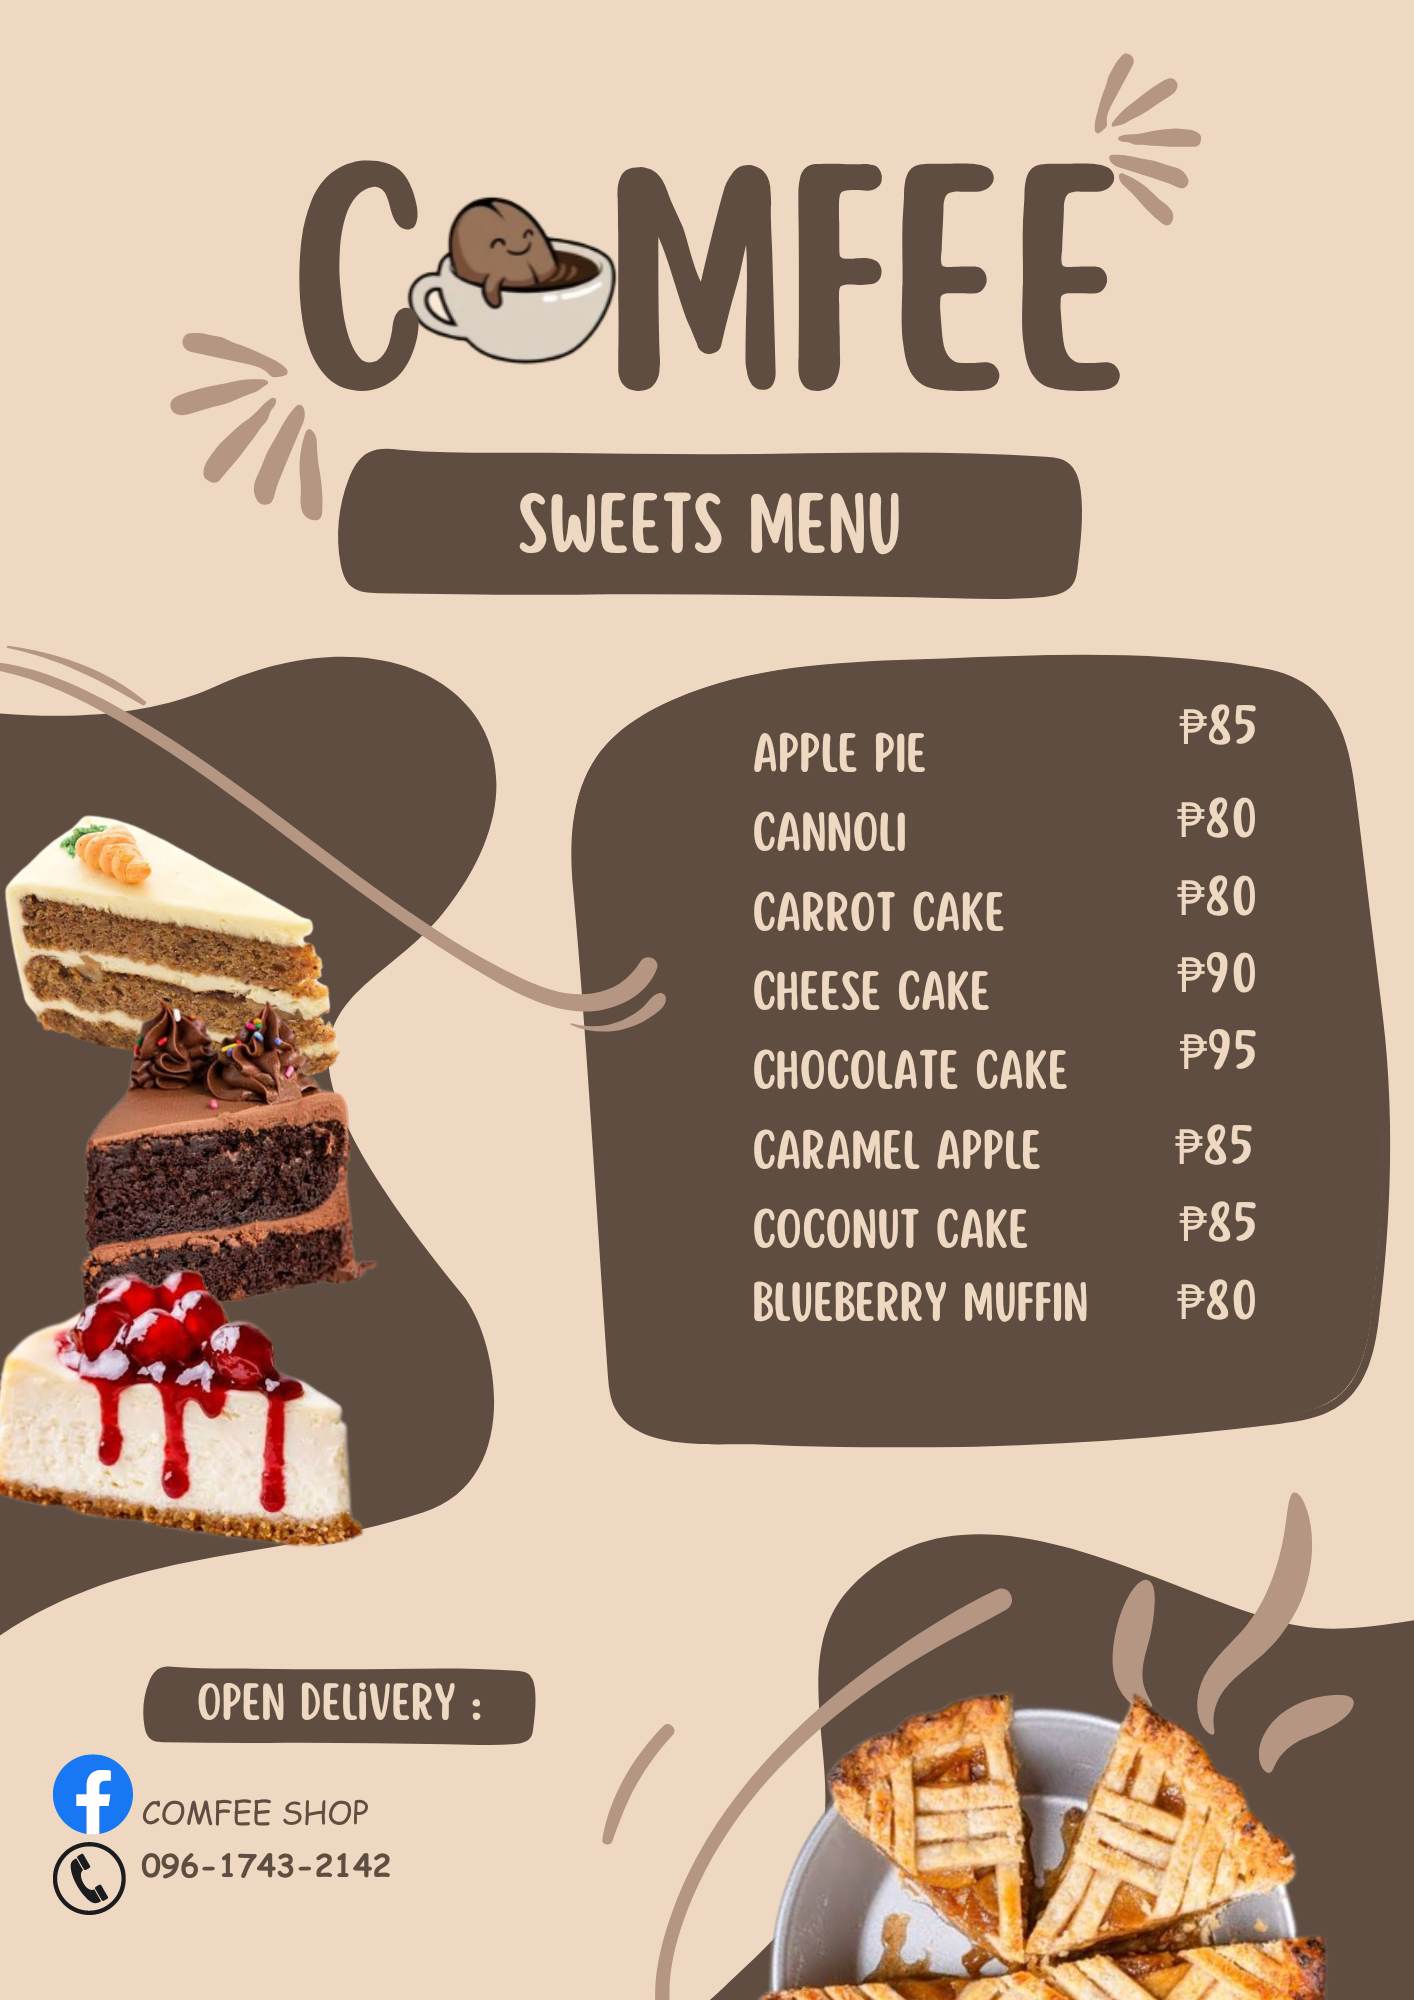 COMFEE
SWEETS MENU
APPLE PIE ₱85
CANNOLI ₱80
CARROT CAKE ₱80
CHEESE CAKE ₱90
CHOCOLATE CAKE ₱95
CARAMEL APPLE ₱85
COCONUT CAKE ₱85
BLUEBERRY MUFFIN ₱80
OPEN DELiVERY :
COMFEE SHOP
096-1743-2142